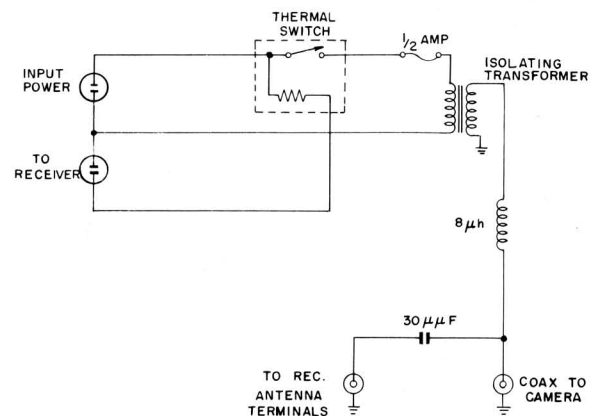 THERMAL
SWITCH
1/2 AMP
ISOLATING
TRANSFORMER
INPUT
POWER
TO
RECEIVER
8μh
30μμF
TO REC.
ANTENNA
TERMINALS
COAX TO
CAMERA